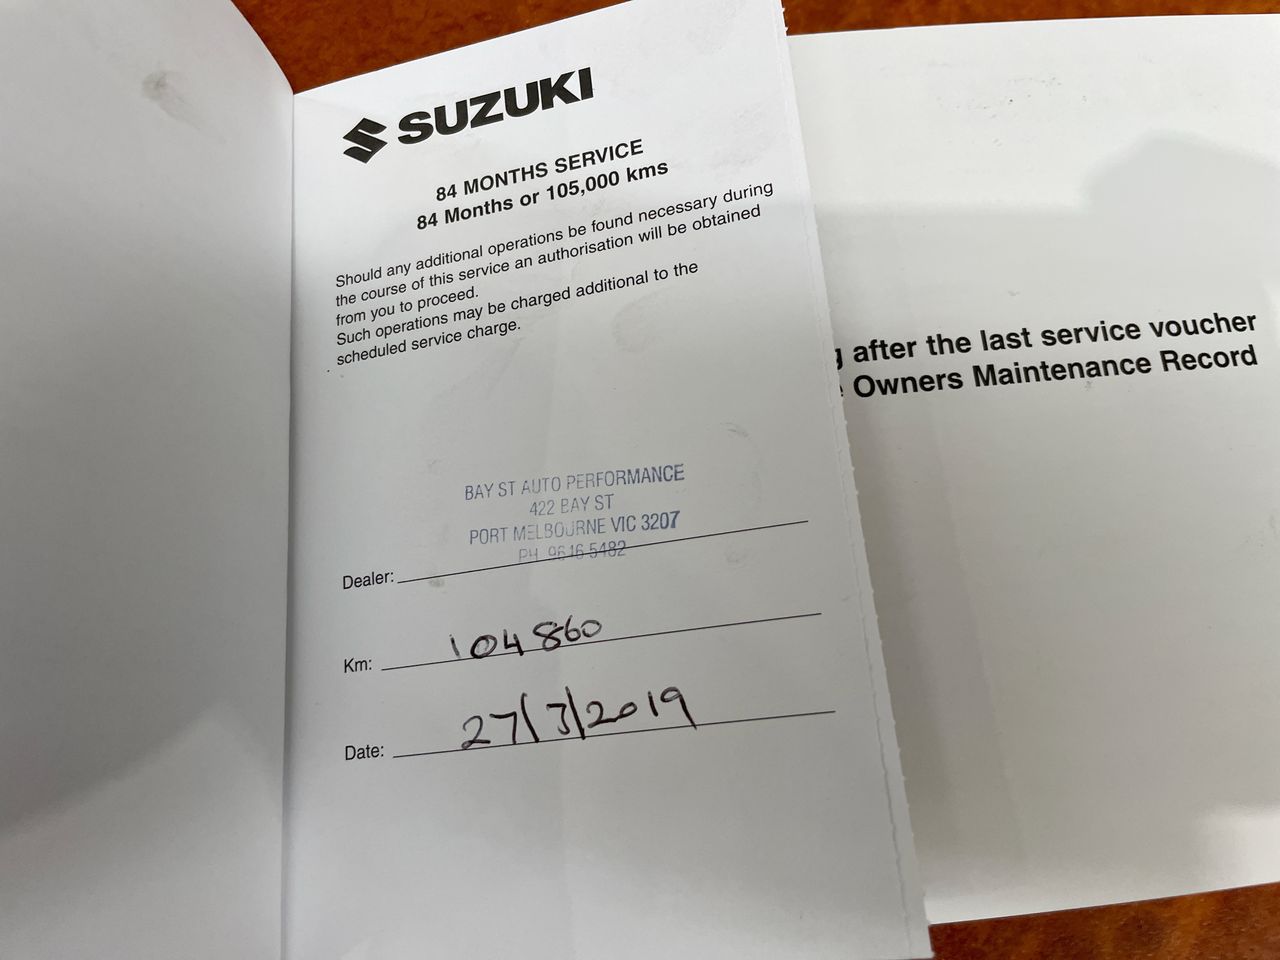 SUZUKI
84 MONTHS SERVICE
84 Months or 105,000 kms
Should any additional operations be found necessary during
the course of this service an authorisation will be obtained
from you to proceed.
Such operations may be charged additional to the
scheduled service charge.
BAY ST AUTO PERFORMANCE
422 BAY ST
PORT MELBOURNE VIC 3207
PH 9646 5482
Dealer:
Km: 104860
Date: 27/3/2019
after the last service voucher
Owners Maintenance Record